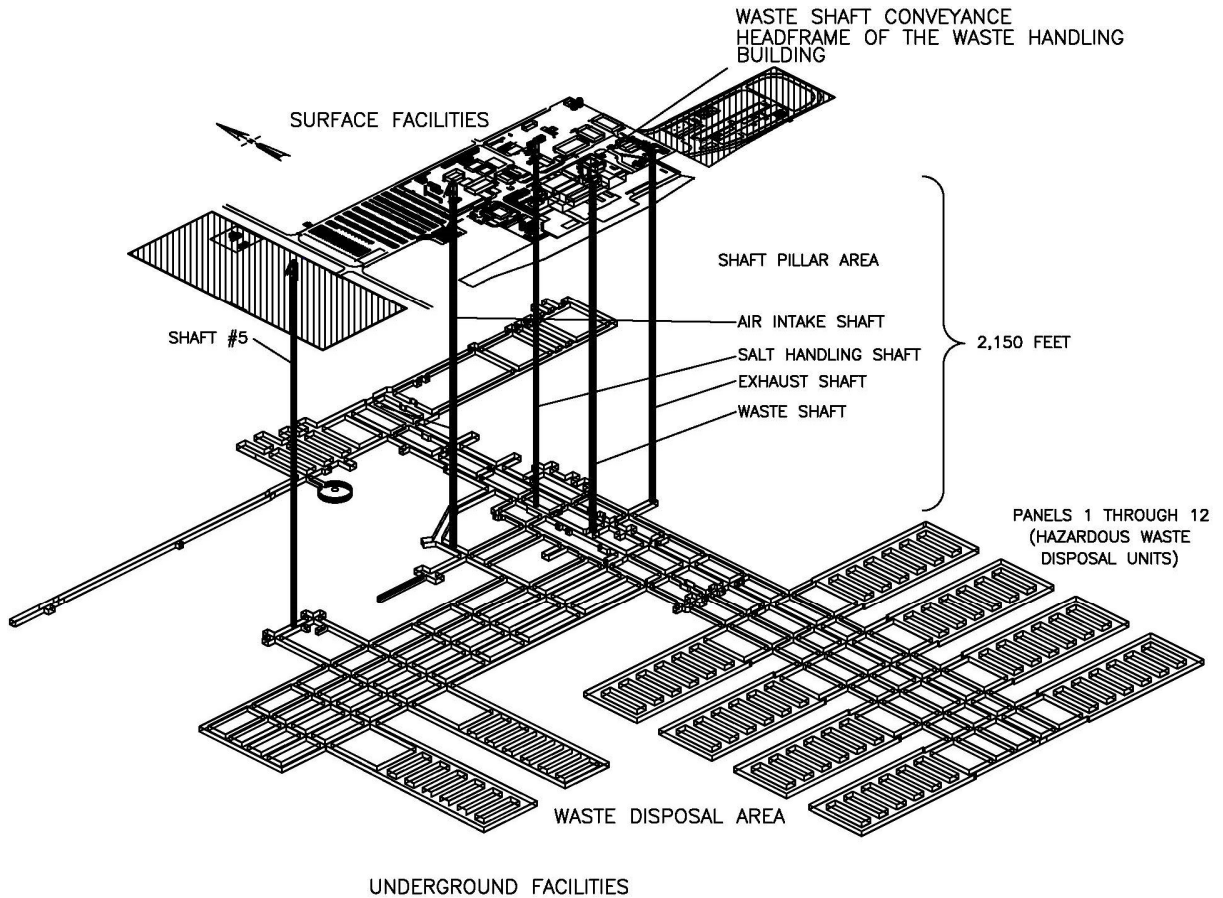 WASTE SHAFT CONVEYANCE
HEADFRAME OF THE WASTE HANDLING
BUILDING
SURFACE FACILITIES
SHAFT PILLAR AREA
SHAFT #5
AIR INTAKE SHAFT
2,150 FEET
SALT HANDLING SHAFT
EXHAUST SHAFT
WASTE SHAFT
PANELS 1 THROUGH 12
(HAZARDOUS WASTE
DISPOSAL UNITS)
WASTE DISPOSAL AREA
UNDERGROUND FACILITIES